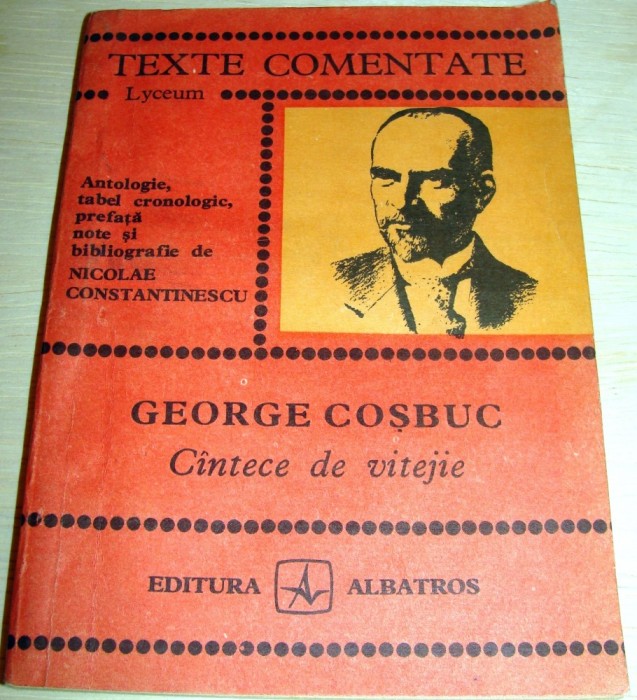 TEXTE COMENTATE
Lyceum
Antologie,
tabel cronologic,
prefață
note și
bibliografie de
NICOLAE
CONSTANTINESCU
GEORGE COȘBUC
Cîntece de vitejie
EDITURA ALBATROS